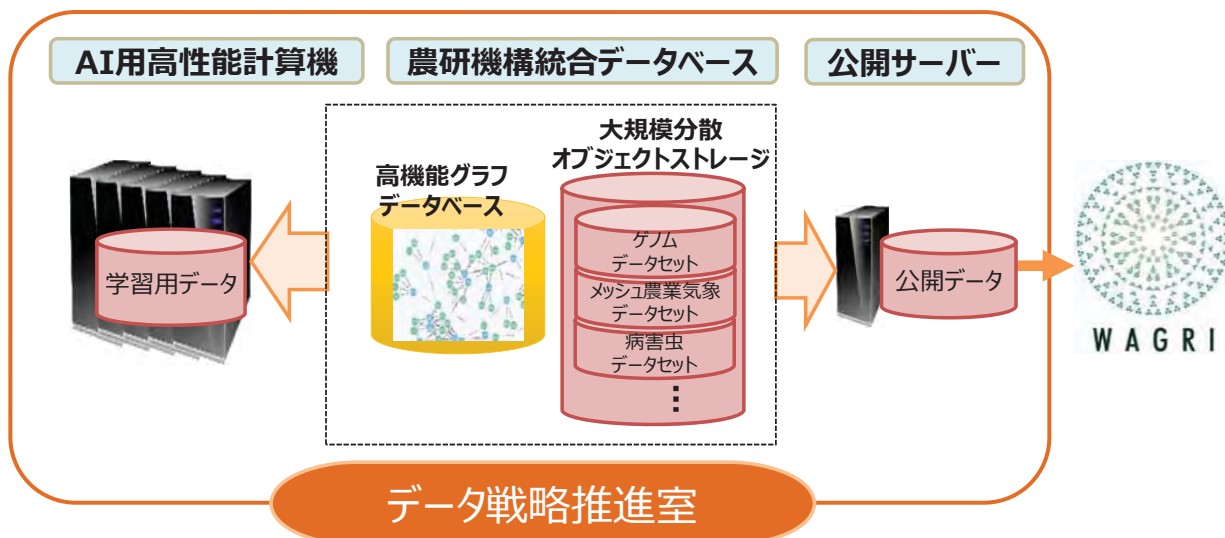 AI用高性能計算機
農研機構統合データベース
公開サーバー
大規模分散
オブジェクトストレージ
高機能グラフ
データベース
ゲノム
データセット
メッシュ農業気象
データセット
病害虫
データセット
⋮
学習用データ
公開データ
WAGRI
データ戦略推進室